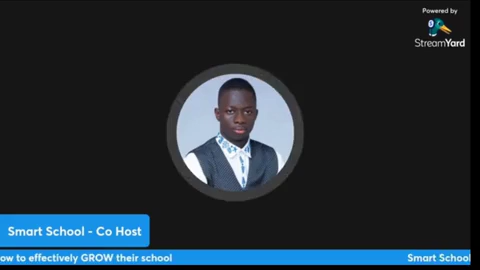 Powered by
StreamYard
Smart School - Co Host
ow to effectively GROW their school
Smart School